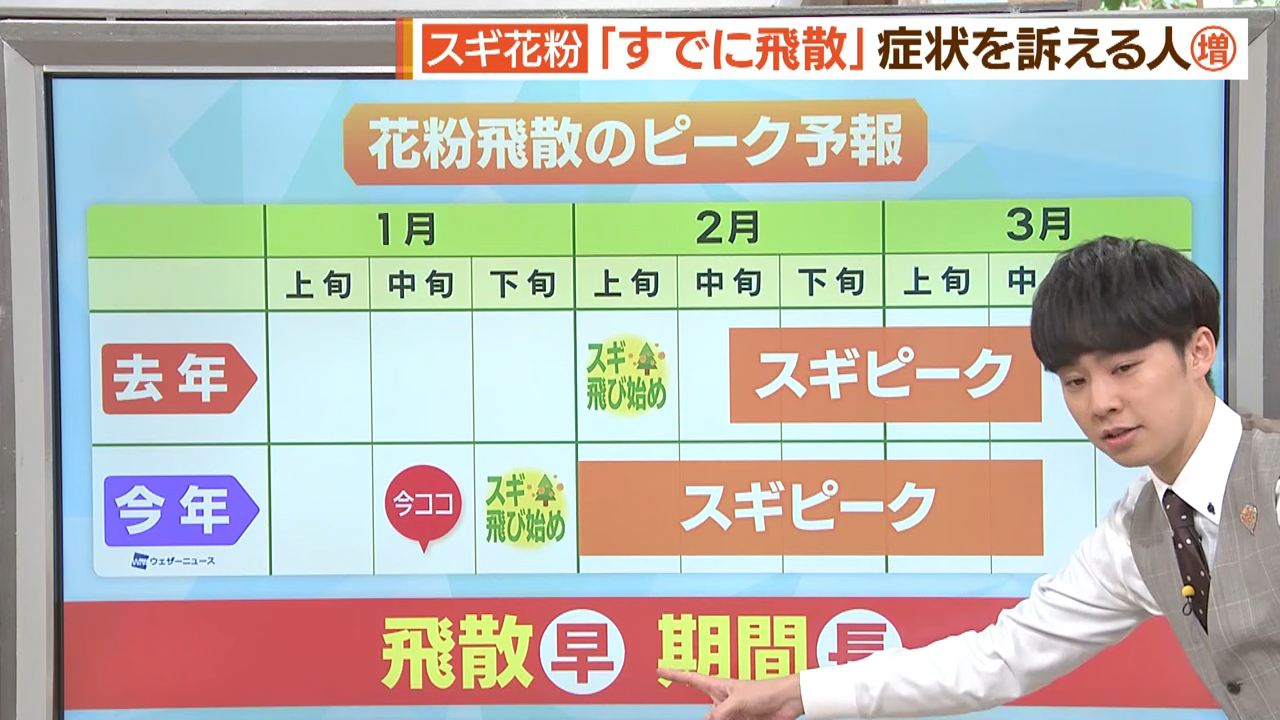 スギ花粉 「すでに飛散」 症状を訴える人増
花粉飛散のピーク予報
1月 2月 3月
上旬 中旬 下旬 上旬 中旬 下旬 上旬 中
去年 スギ飛び始め スギピーク
今年 今ココ スギ飛び始め スギピーク
ウェザーニュース
飛散早 期間長